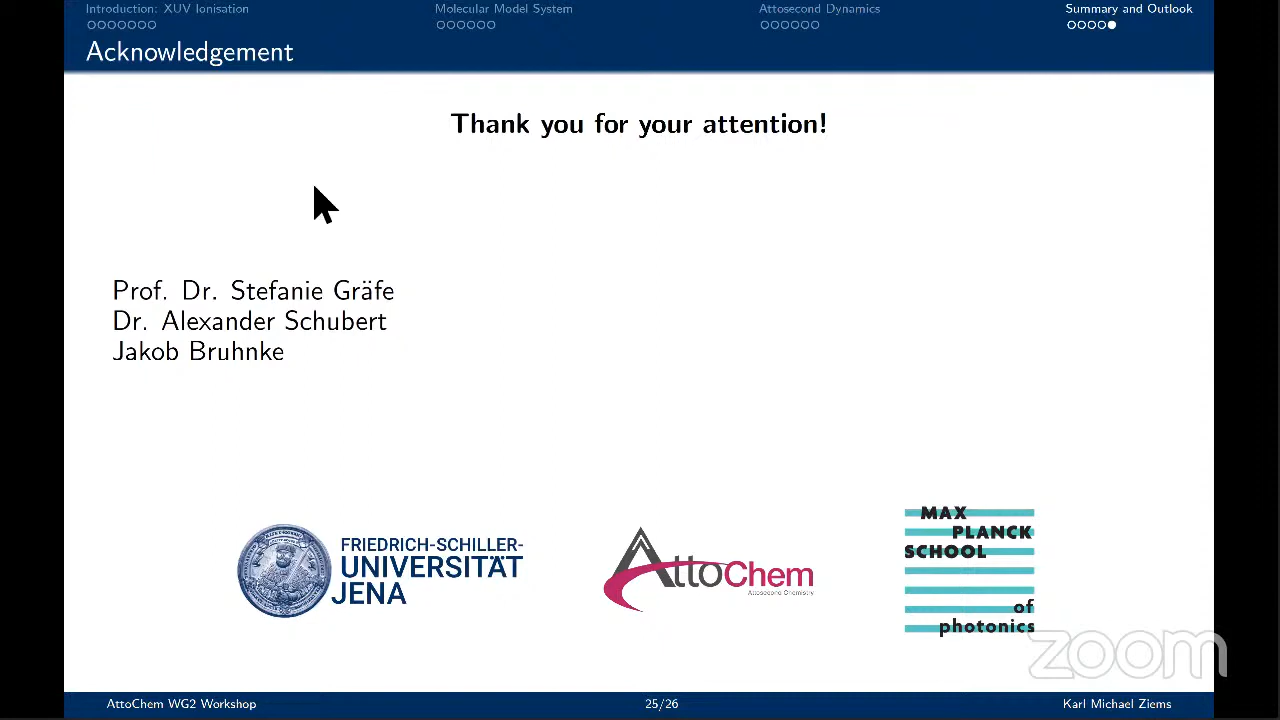 Introduction: XUV Ionisation
Molecular Model System
Attosecond Dynamics
Summary and Outlook
Acknowledgement
Thank you for your attention!
Prof. Dr. Stefanie Gräfe
Dr. Alexander Schubert
Jakob Bruhnke
FRIEDRICH-SCHILLER-
UNIVERSITÄT
JENA
AttoChem
Attosecond Chemistry
MAX
PLANCK
SCHOOL
of
photonics
zoom
AttoChem WG2 Workshop
25/26
Karl Michael Ziems